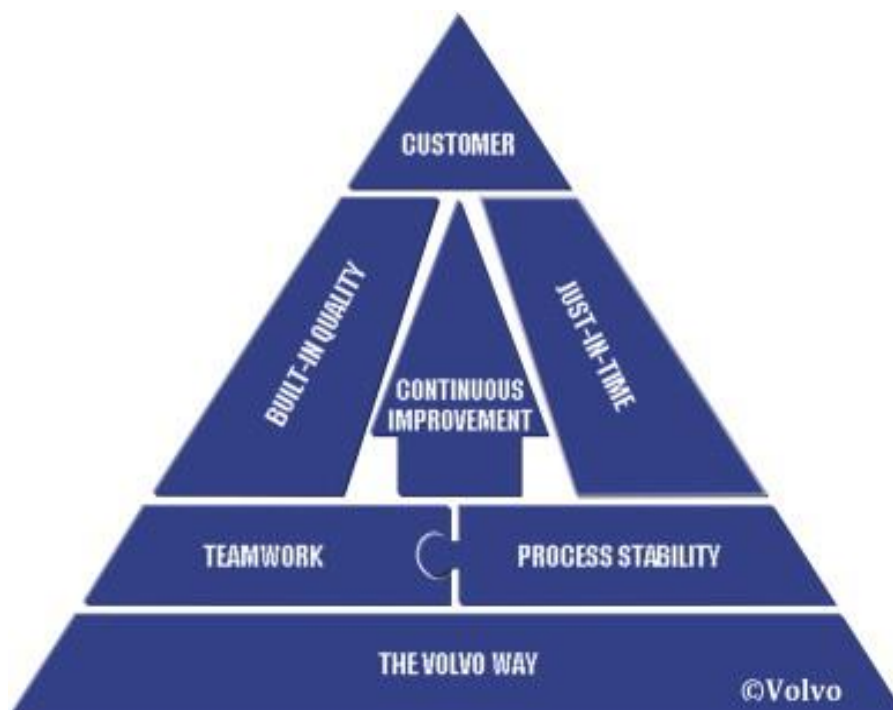 CUSTOMER
BUILT-IN QUALITY
JUST-IN-TIME
CONTINUOUS
IMPROVEMENT
TEAMWORK
PROCESS STABILITY
THE VOLVO WAY
©Volvo